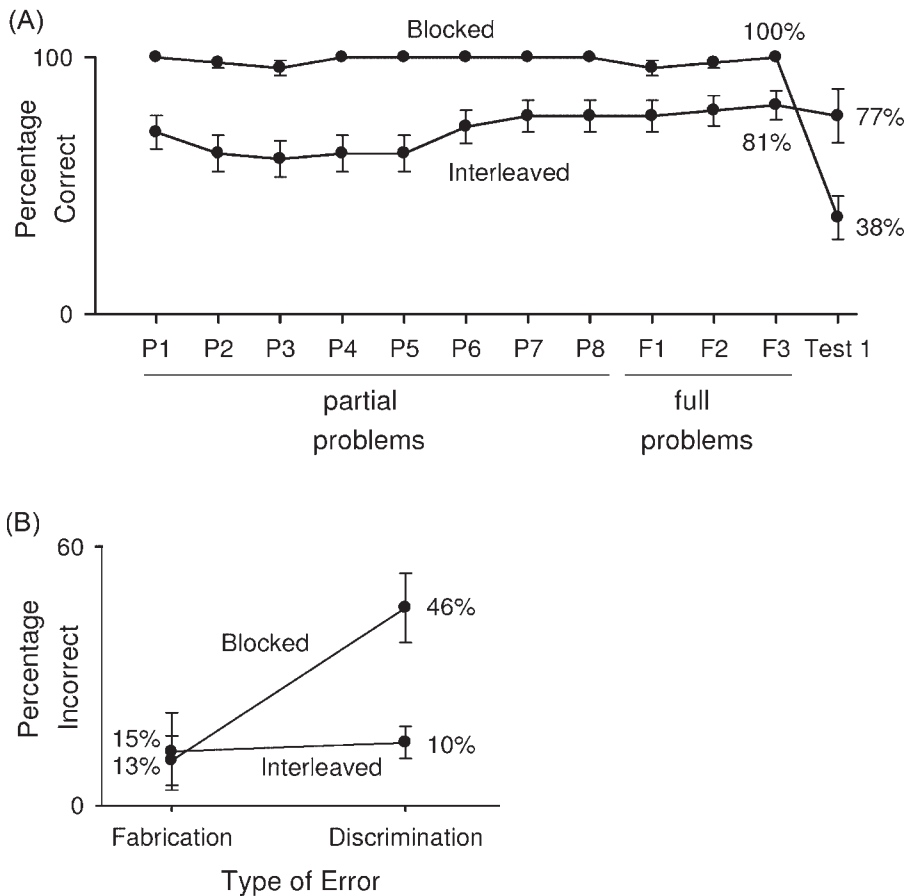 (A)
Blocked
100%
100
Percentage
Correct
77%
81%
Interleaved
38%
0
P1 P2 P3 P4 P5 P6 P7 P8 F1 F2 F3 Test 1
partial
problems
full
problems
(B)
60
Percentage
Incorrect
46%
Blocked
15%
13%
10%
Interleaved
0
Fabrication Discrimination
Type of Error